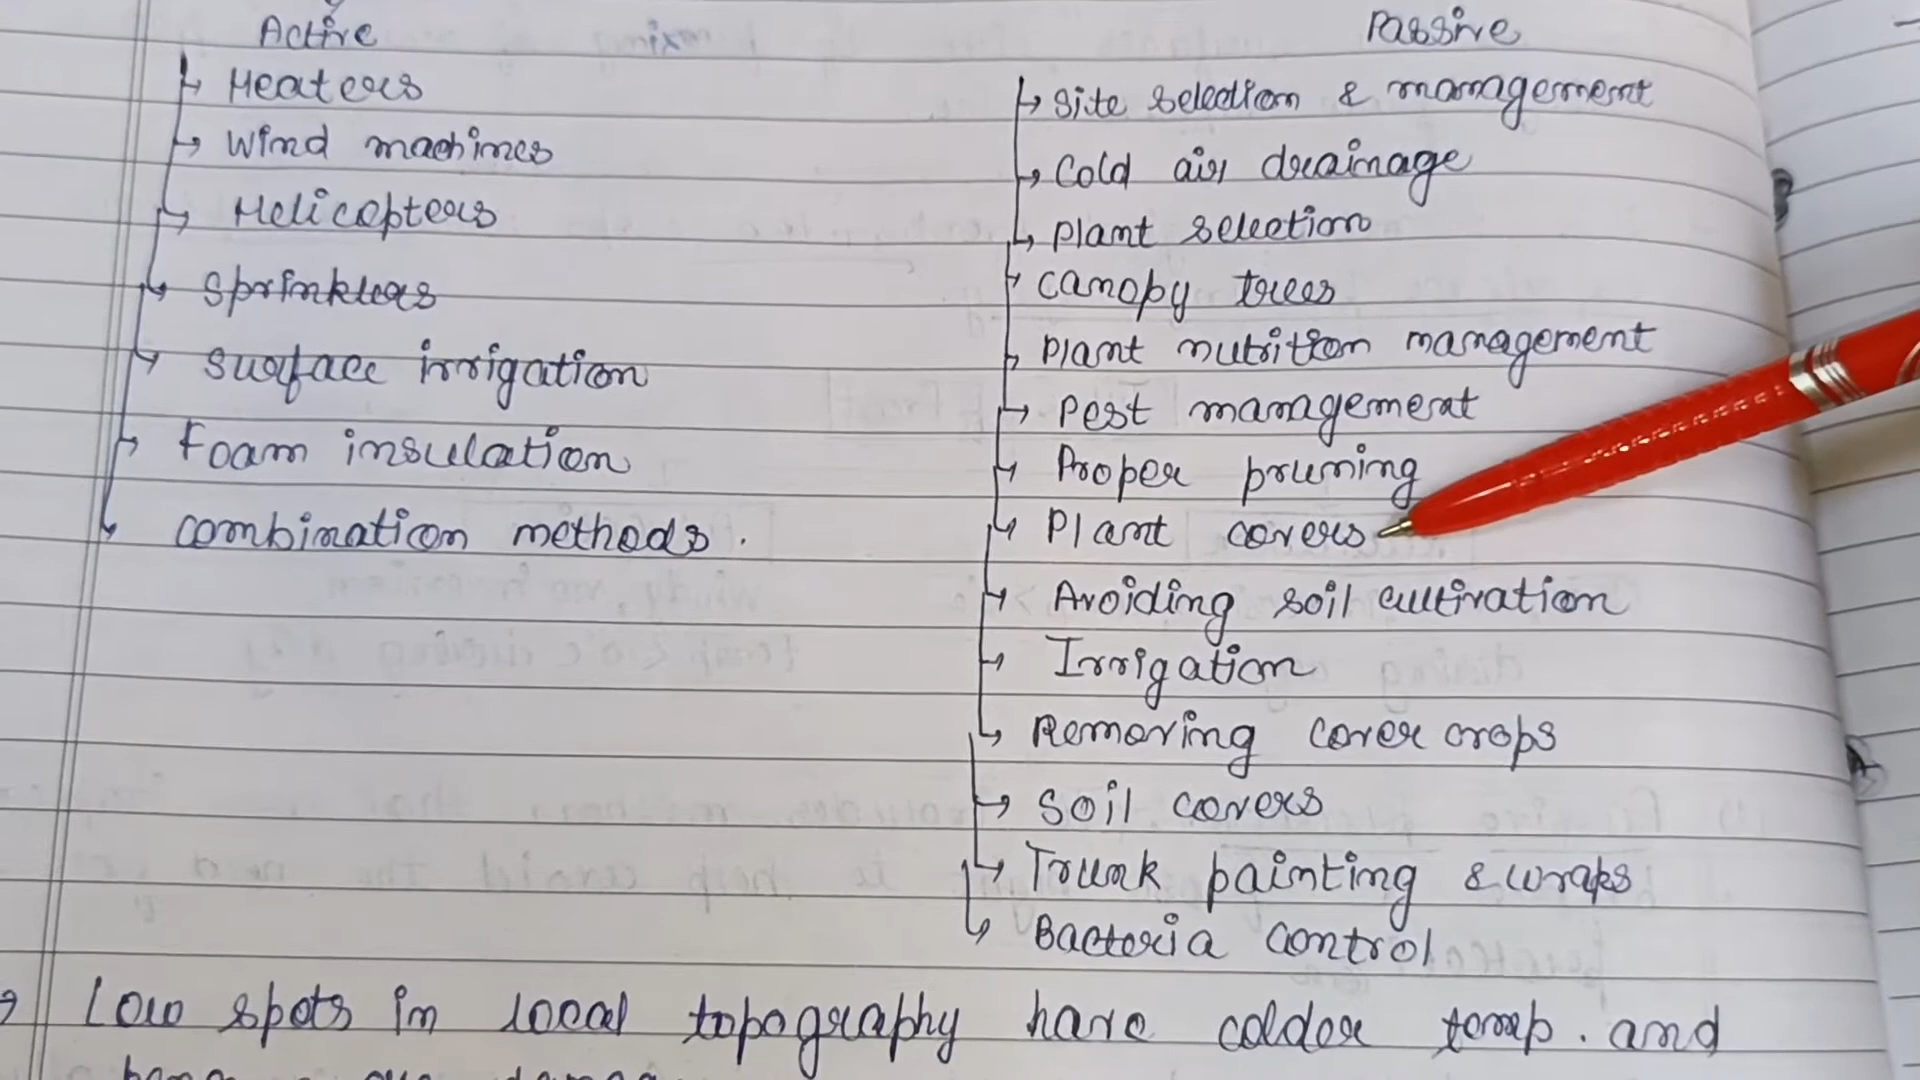 Active
Heaters
Wind machines
Helicopters
Sprinklers
Surface irrigation
Foam insulation
Combination methods.
Passive
Site selection & management
Cold air drainage
Plant selection
Canopy trees
Plant nutrition management
Pest management
Proper pruning
Plant covers
Avoiding soil cultivation
Irrigation
Removing cover crops
Soil covers
Trunk painting & wraps
Bacteria control
Low spots in local topography have colder temp. and